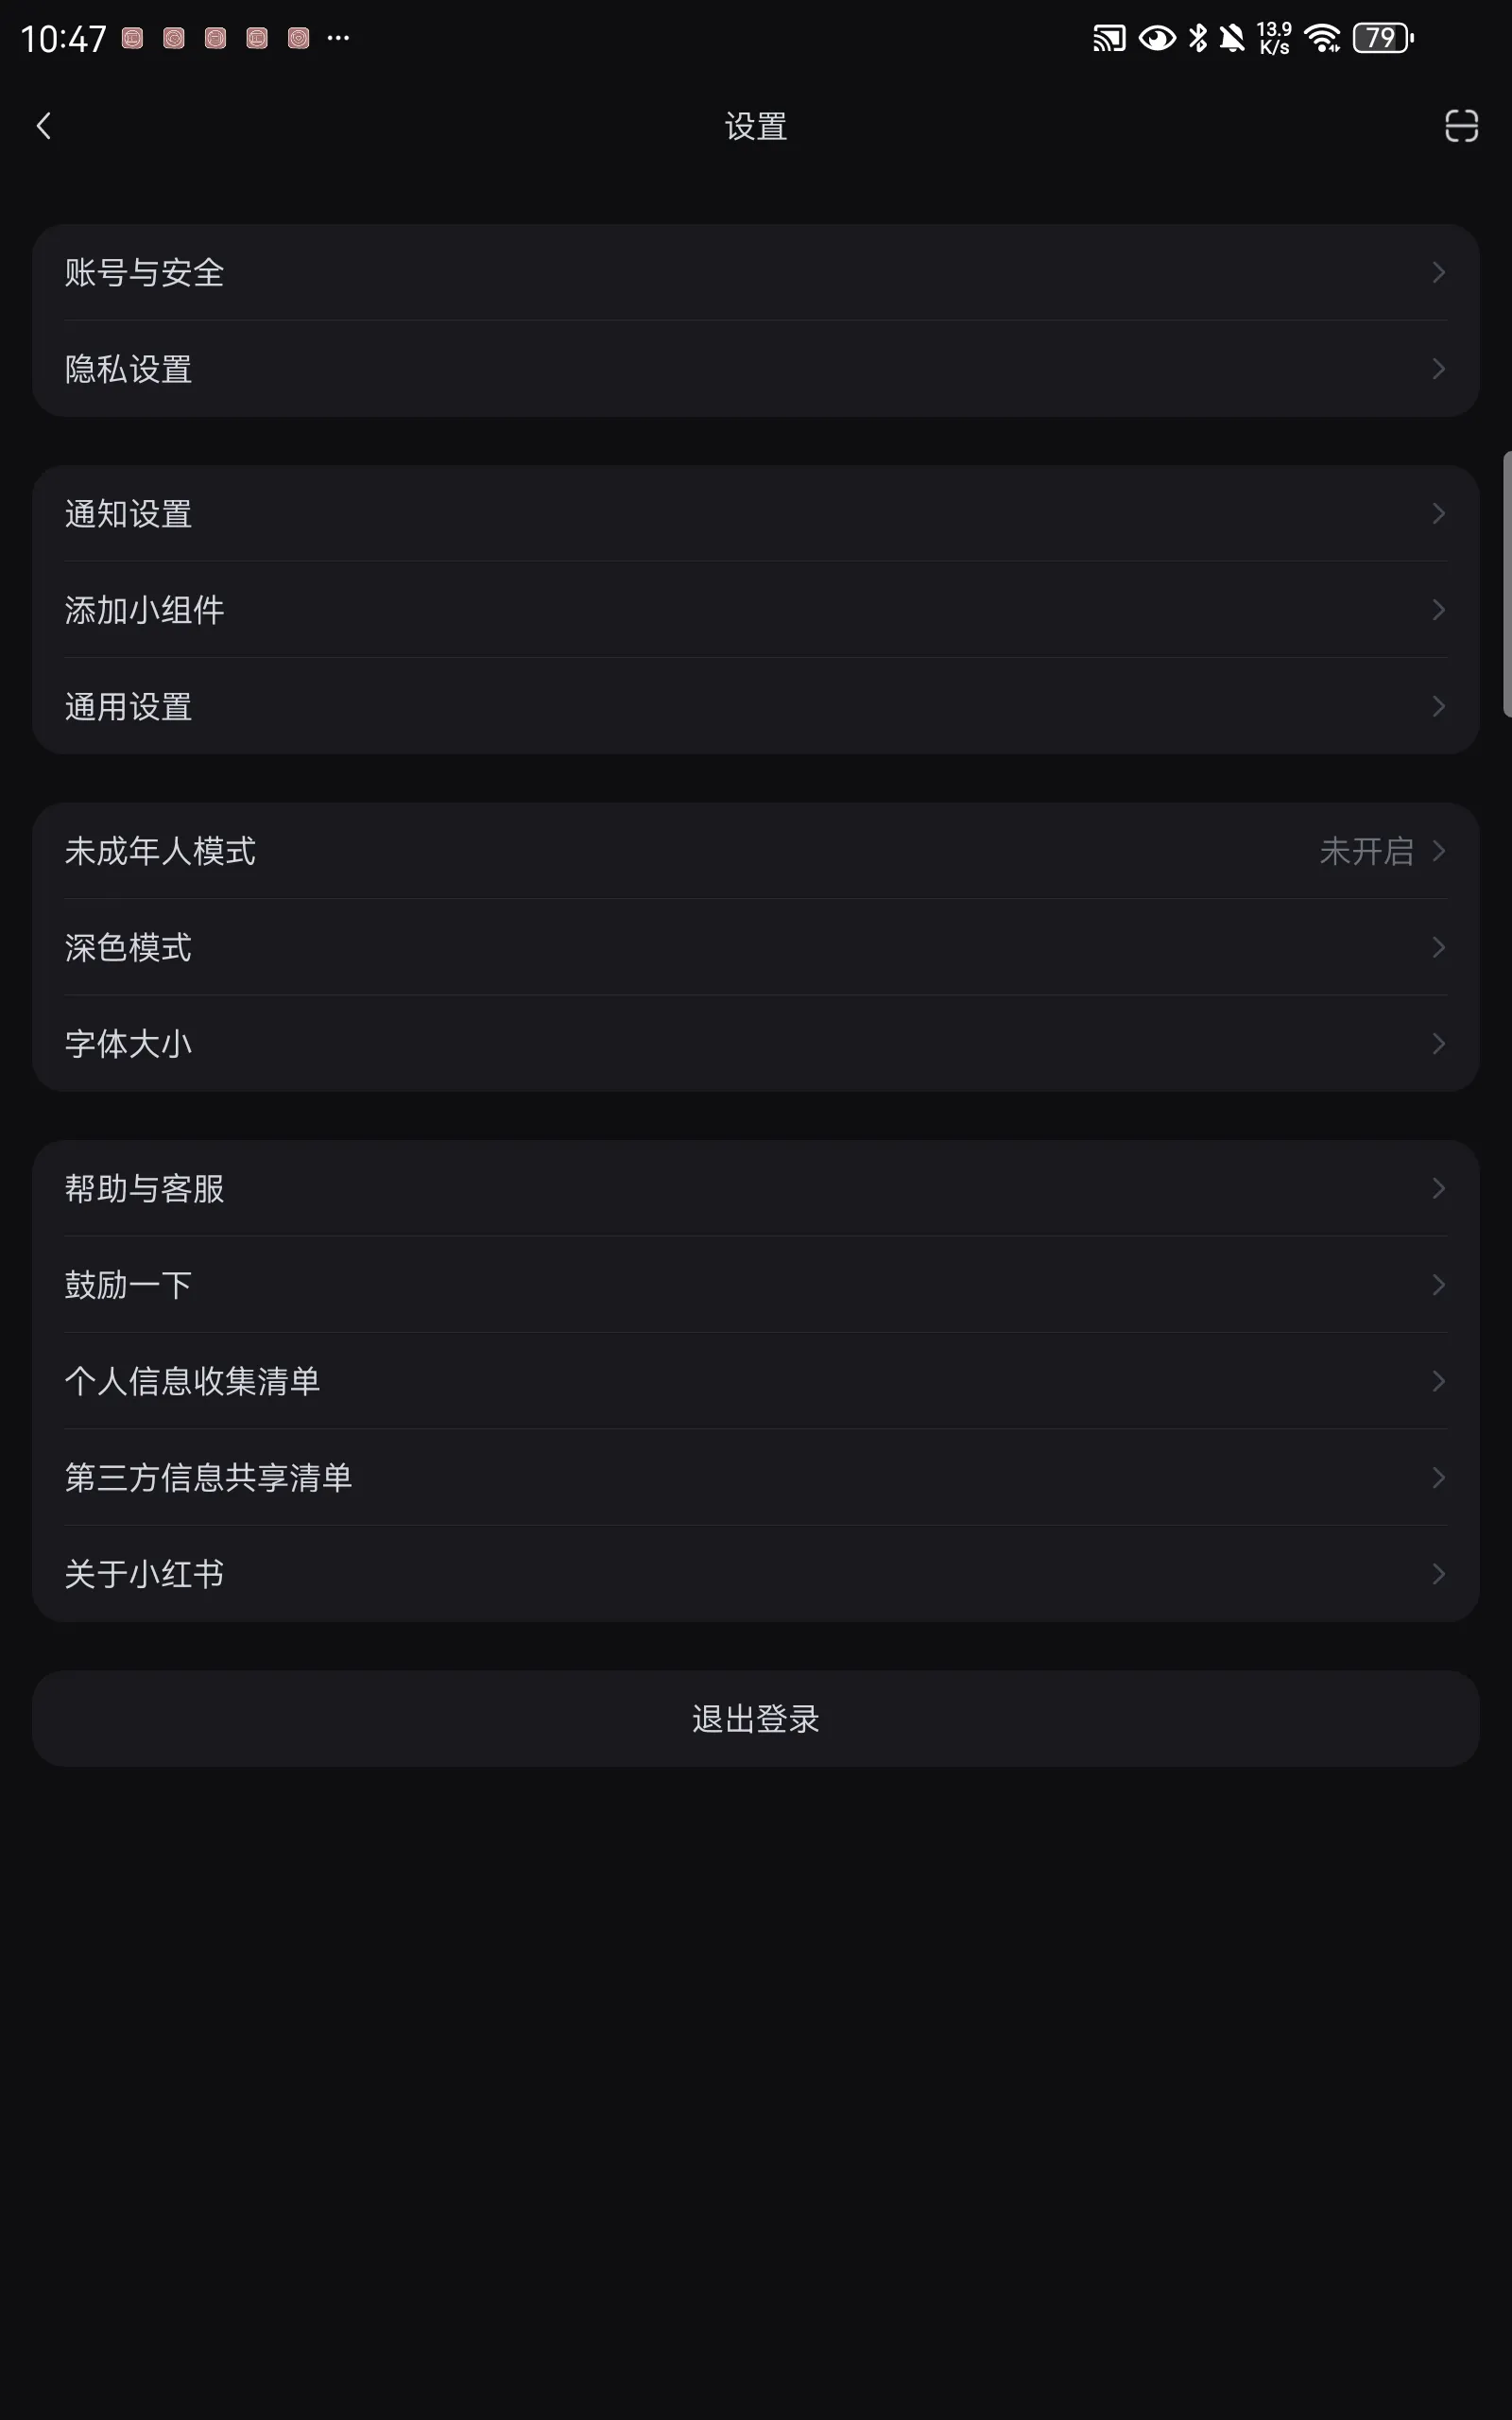 10:47
13.9 K/s
79
设置
账号与安全
隐私设置
通知设置
添加小组件
通用设置
未成年人模式 未开启
深色模式
字体大小
帮助与客服
鼓励一下
个人信息收集清单
第三方信息共享清单
关于小红书
退出登录